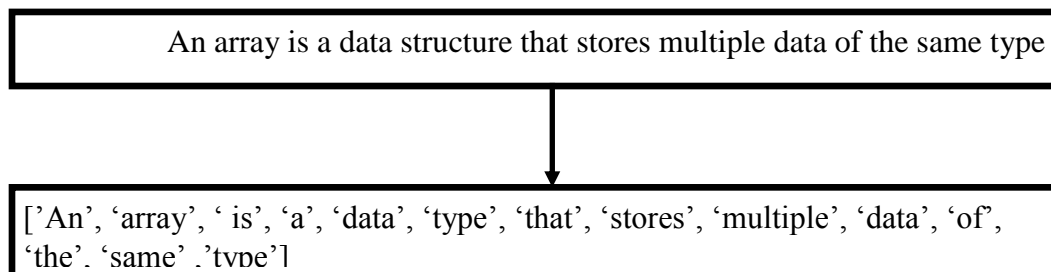 An array is a data structure that stores multiple data of the same type
[’An’, ‘array’, ‘ is’, ‘a’, ‘data’, ‘type’, ‘that’, ‘stores’, ‘multiple’, ‘data’, ‘of’,
‘the’, ‘same’ ,’type’]